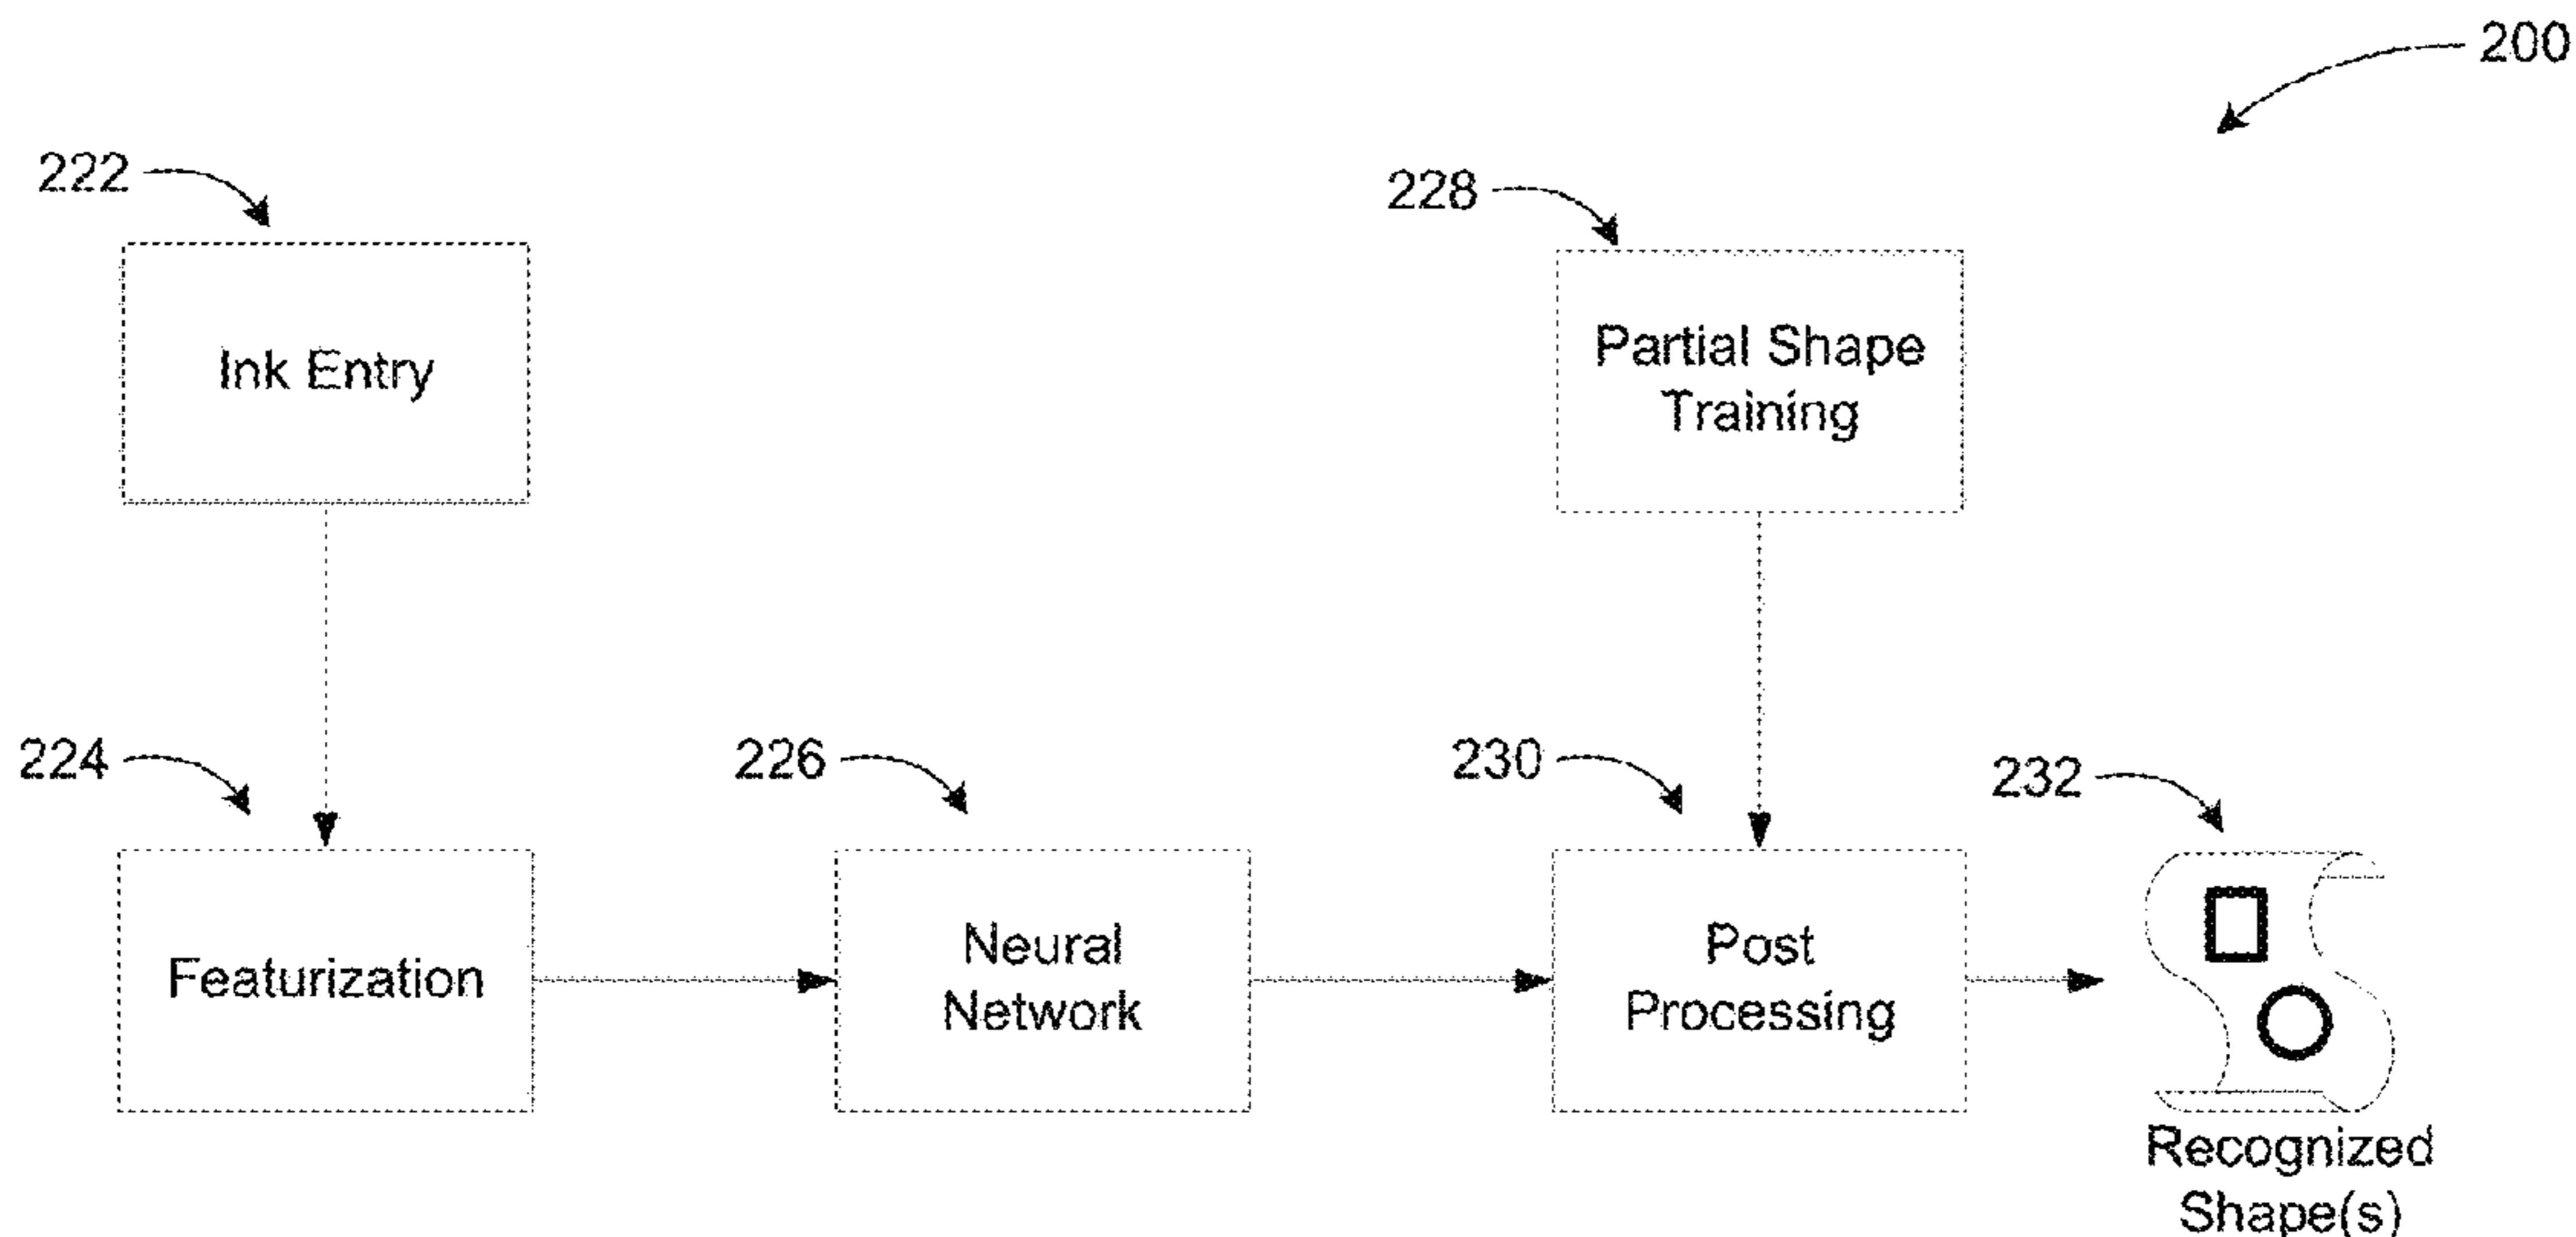 200
222
228
Ink Entry
Partial Shape
Training
224
226
230
232
Featurization
Neural
Network
Post
Processing
Recognized
Shape(s)